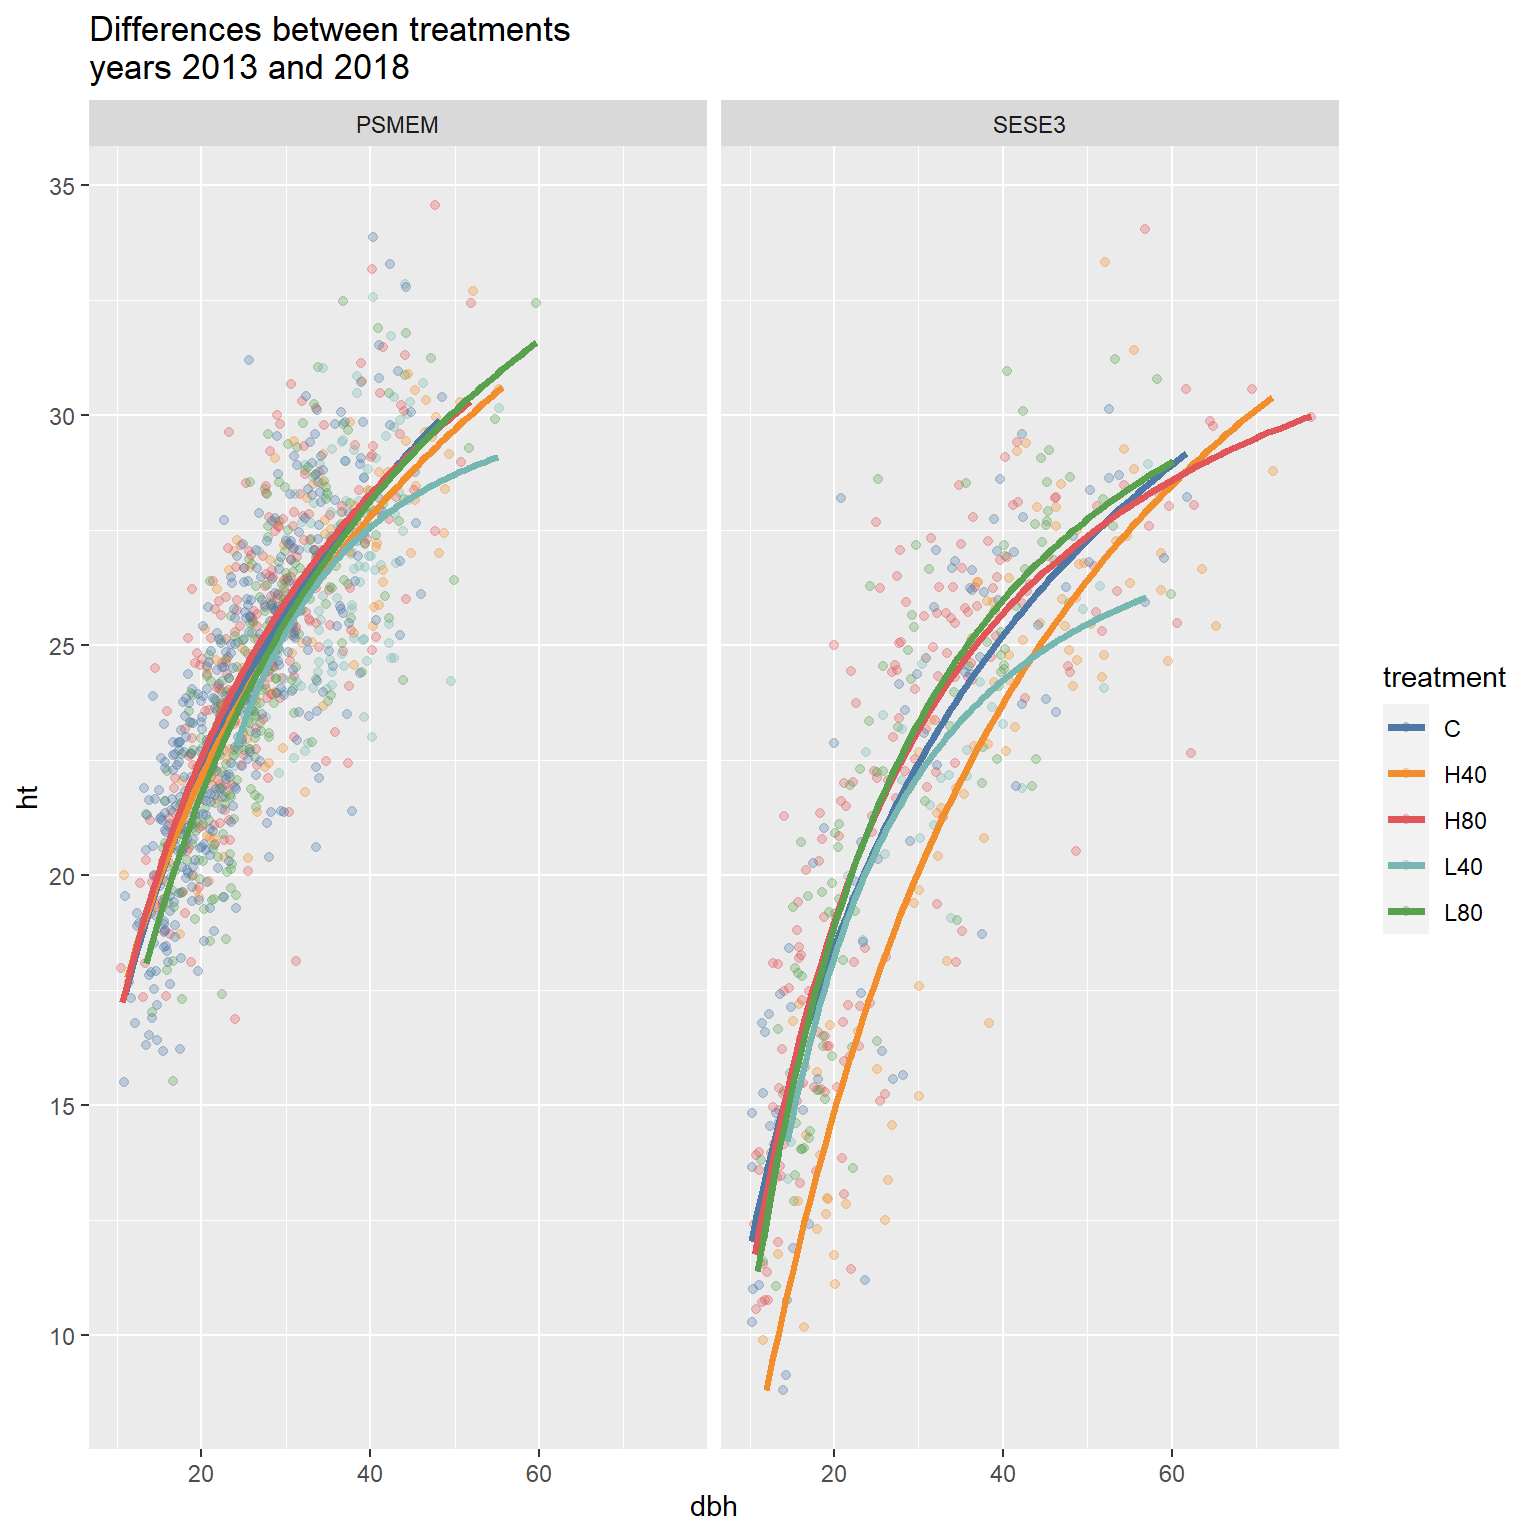 Differences between treatments
years 2013 and 2018
PSMEM
SESE3
35
30
25
20
15
10
ht
20
40
60
20
40
60
dbh
treatment
C
H40
H80
L40
L80